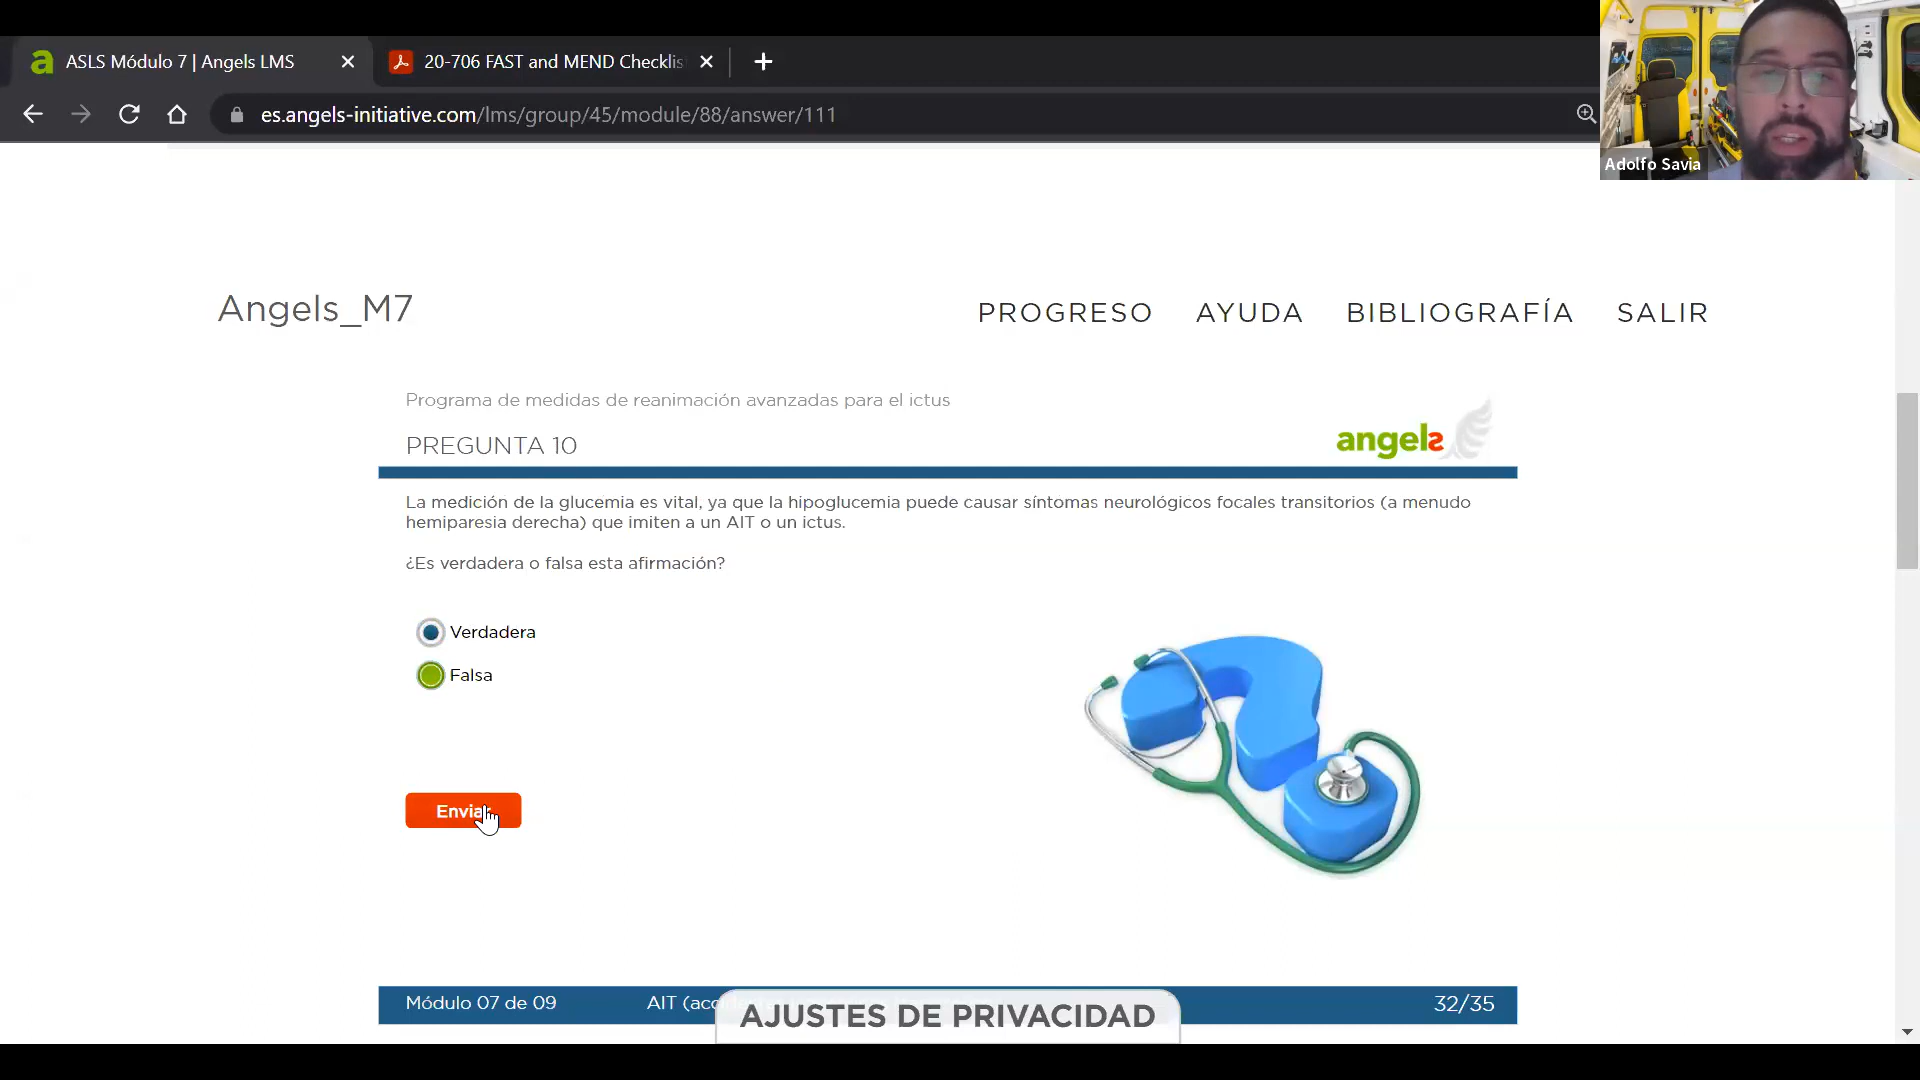 ASLS Módulo 7 | Angels LMS
20-706 FAST and MEND Checklis
es.angels-initiative.com/lms/group/45/module/88/answer/111
Adolfo Savia
Angels_M7
PROGRESO AYUDA BIBLIOGRAFÍA SALIR
Programa de medidas de reanimación avanzadas para el ictus
PREGUNTA 10
angels
La medición de la glucemia es vital, ya que la hipoglucemia puede causar síntomas neurológicos focales transitorios (a menudo
hemiparesia derecha) que imiten a un AIT o un ictus.
¿Es verdadera o falsa esta afirmación?
Verdadera
Falsa
Enviar
Módulo 07 de 09
AIT (acc
32/35
AJUSTES DE PRIVACIDAD